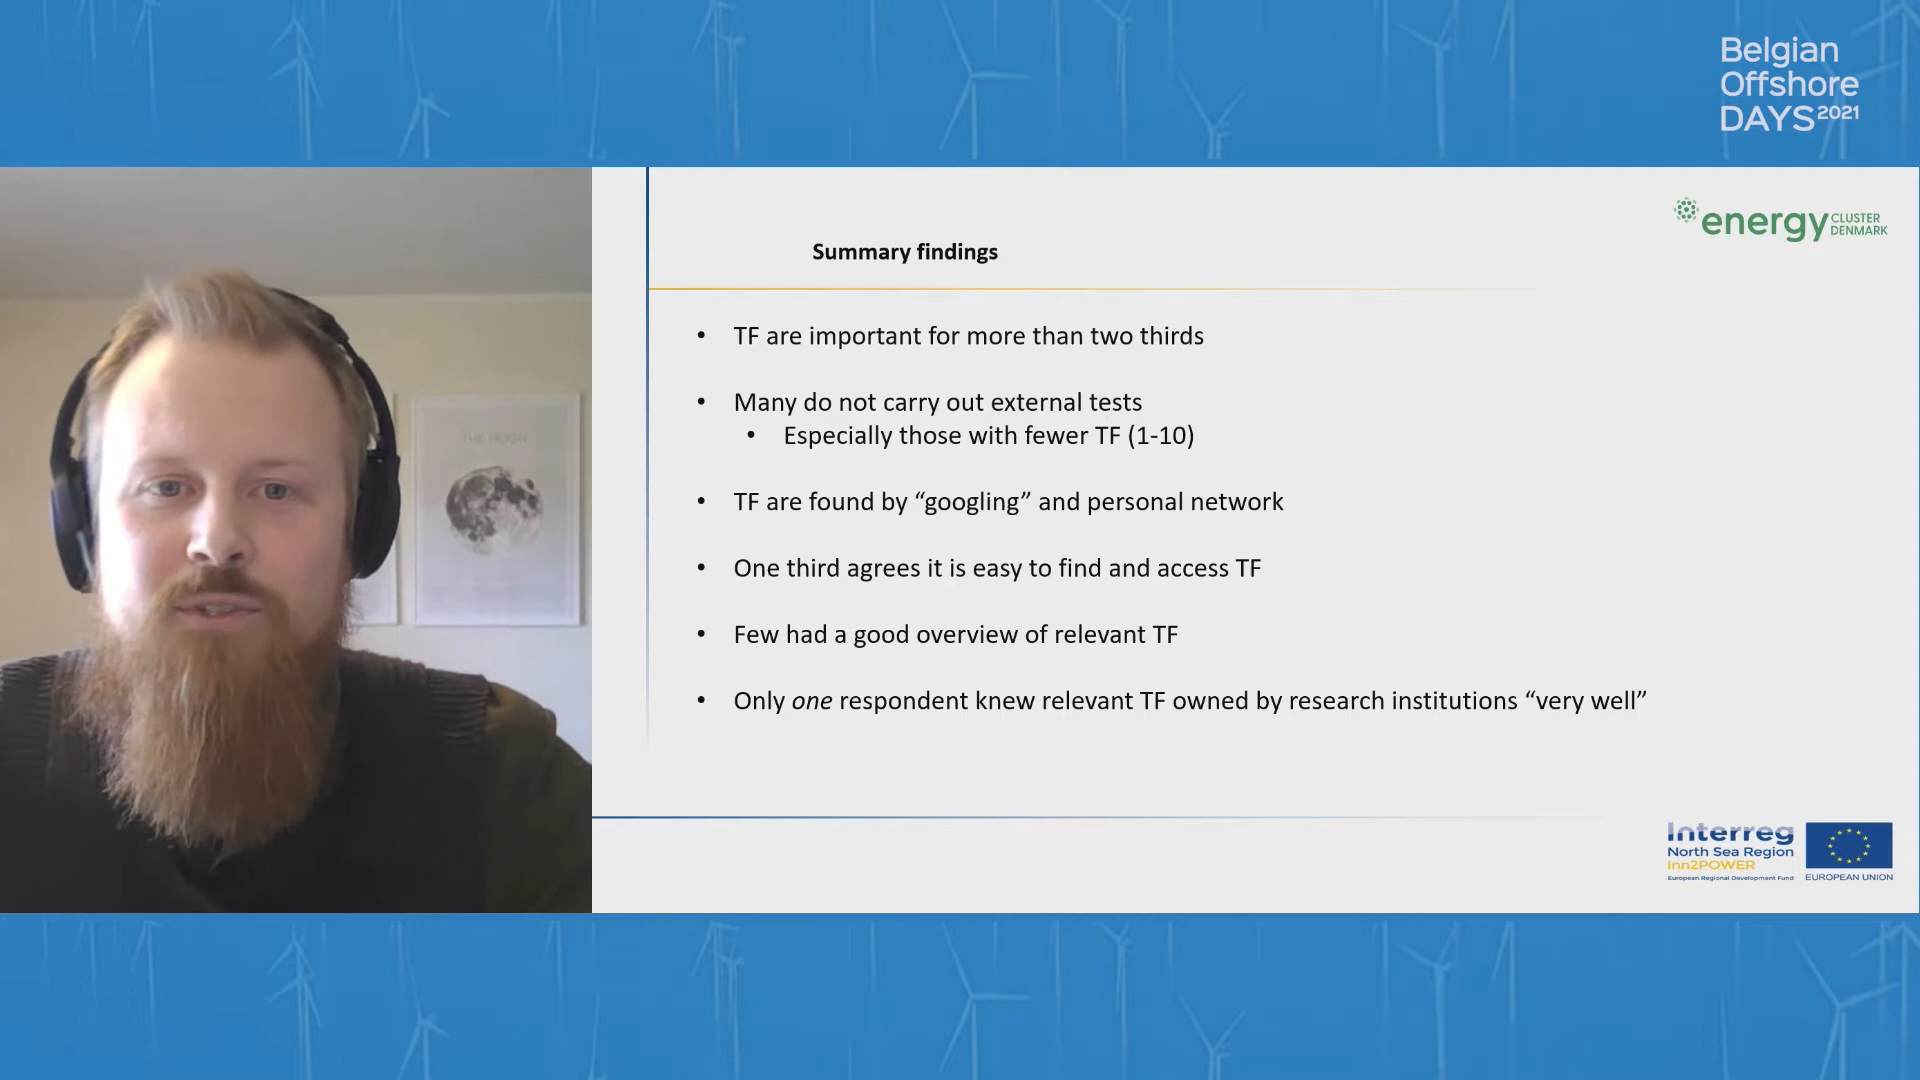 Belgian
Offshore
DAYS 2021
energy CLUSTER DENMARK
Summary findings
• TF are important for more than two thirds
• Many do not carry out external tests
• Especially those with fewer TF (1-10)
• TF are found by “googling” and personal network
• One third agrees it is easy to find and access TF
• Few had a good overview of relevant TF
• Only one respondent knew relevant TF owned by research institutions “very well”
THE MOON
Interreg
North Sea Region
Inn2POWER
European Regional Development Fund
EUROPEAN UNION